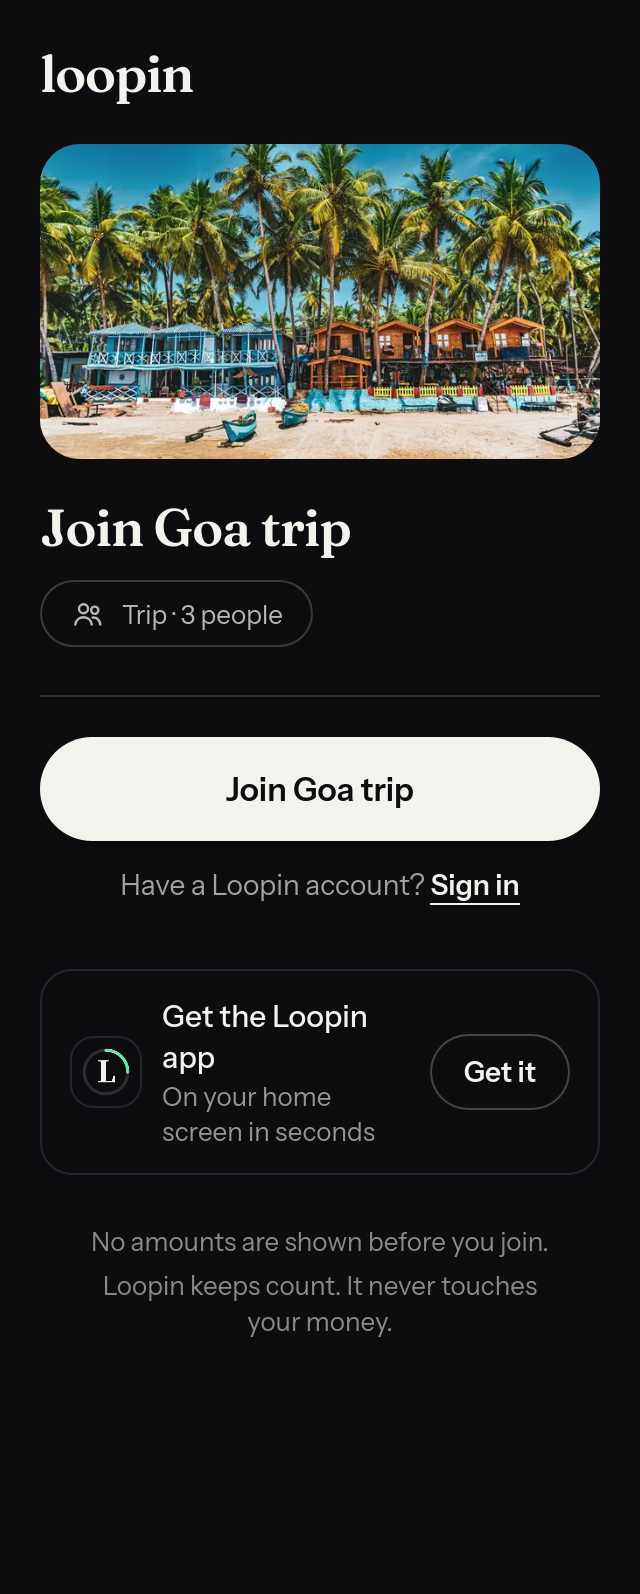 loopin
Join Goa trip
Trip · 3 people
Join Goa trip
Have a Loopin account? Sign in
Get the Loopin
app
On your home
screen in seconds
L
Get it
No amounts are shown before you join.
Loopin keeps count. It never touches
your money.